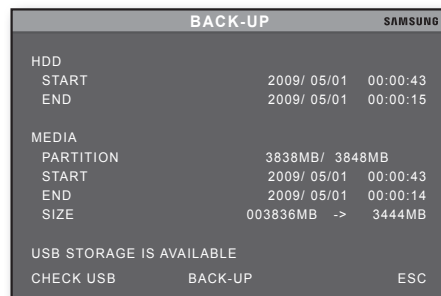 BACK-UP SAMSUNG
HDD
START 2009/ 05/01 00:00:43
END 2009/ 05/01 00:00:15
MEDIA
PARTITION 3838MB/ 3848MB
START 2009/ 05/01 00:00:43
END 2009/ 05/01 00:00:14
SIZE 003836MB -> 3444MB
USB STORAGE IS AVAILABLE
CHECK USB BACK-UP ESC